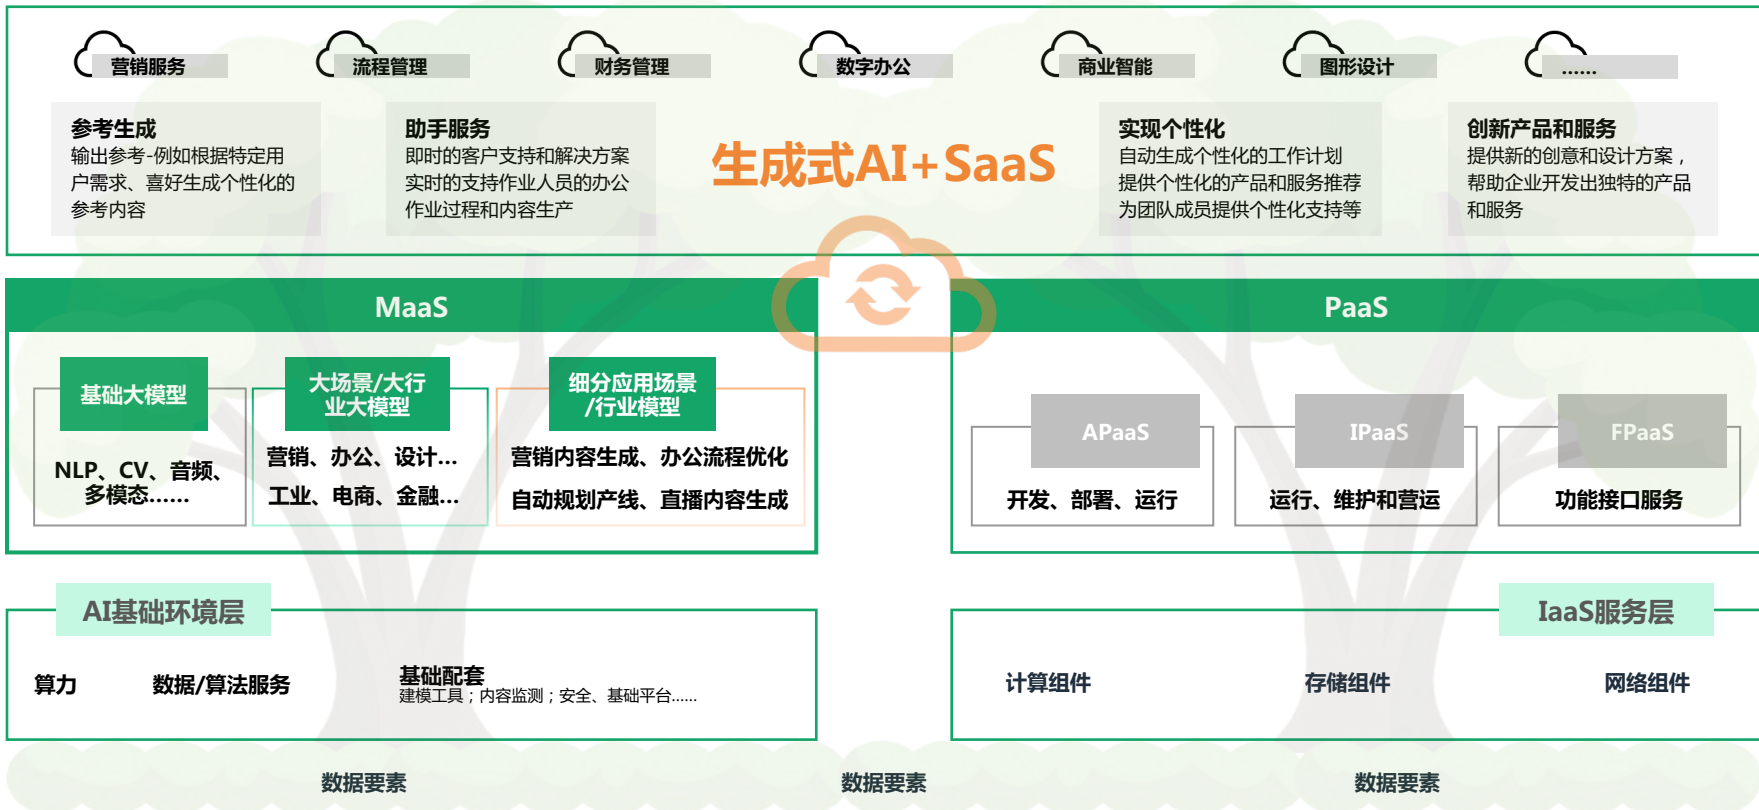 营销服务
流程管理
财务管理
数字办公
商业智能
图形设计
......
参考生成
输出参考-例如根据特定用
户需求、喜好生成个性化的
参考内容
助手服务
即时的客户支持和解决方案
实时的支持作业人员的办公
作业过程和内容生产
生成式AI+SaaS
实现个性化
自动生成个性化的工作计划
提供个性化的产品和服务推荐
为团队成员提供个性化支持等
创新产品和服务
提供新的创意和设计方案，
帮助企业开发出独特的产品
和服务
MaaS
基础大模型
NLP、CV、音频、
多模态......
大场景/大行
业大模型
营销、办公、设计...
工业、电商、金融...
细分应用场景
/行业模型
营销内容生成、办公流程优化
自动规划产线、直播内容生成
PaaS
APaaS
开发、部署、运行
IPaaS
运行、维护和营运
FPaaS
功能接口服务
AI基础环境层
算力
数据/算法服务
基础配套
建模工具；内容监测；安全、基础平台......
IaaS服务层
计算组件
存储组件
网络组件
数据要素
数据要素
数据要素